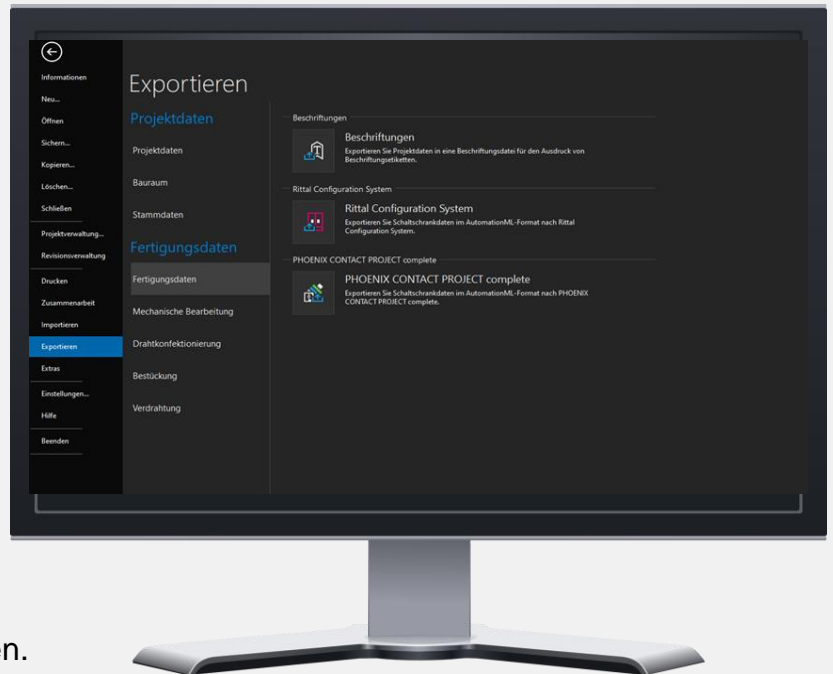 Informationen
Neu...
Öffnen
Sichern...
Kopieren...
Löschen...
Schließen
Projektverwaltung...
Revisionsverwaltung
Drucken
Zusammenarbeit
Importieren
Exportieren
Extras
Einstellungen...
Hilfe
Beenden
Exportieren
Projektdaten
Projektdaten
Bauraum
Stammdaten
Fertigungsdaten
Fertigungsdaten
Mechanische Bearbeitung
Drahtkonfektionierung
Bestückung
Verdrahtung
Beschriftungen
Beschriftungen
Exportieren Sie Projektdaten in eine Beschriftungsdatei für den Ausdruck von
Beschriftungsetiketten.
Rittal Configuration System
Rittal Configuration System
Exportieren Sie Schaltschrankdaten im AutomationML-Format nach Rittal
Configuration System.
PHOENIX CONTACT PROJECT complete
PHOENIX CONTACT PROJECT complete
Exportieren Sie Schaltschrankdaten im AutomationML-Format nach PHOENIX
CONTACT PROJECT complete.
en.